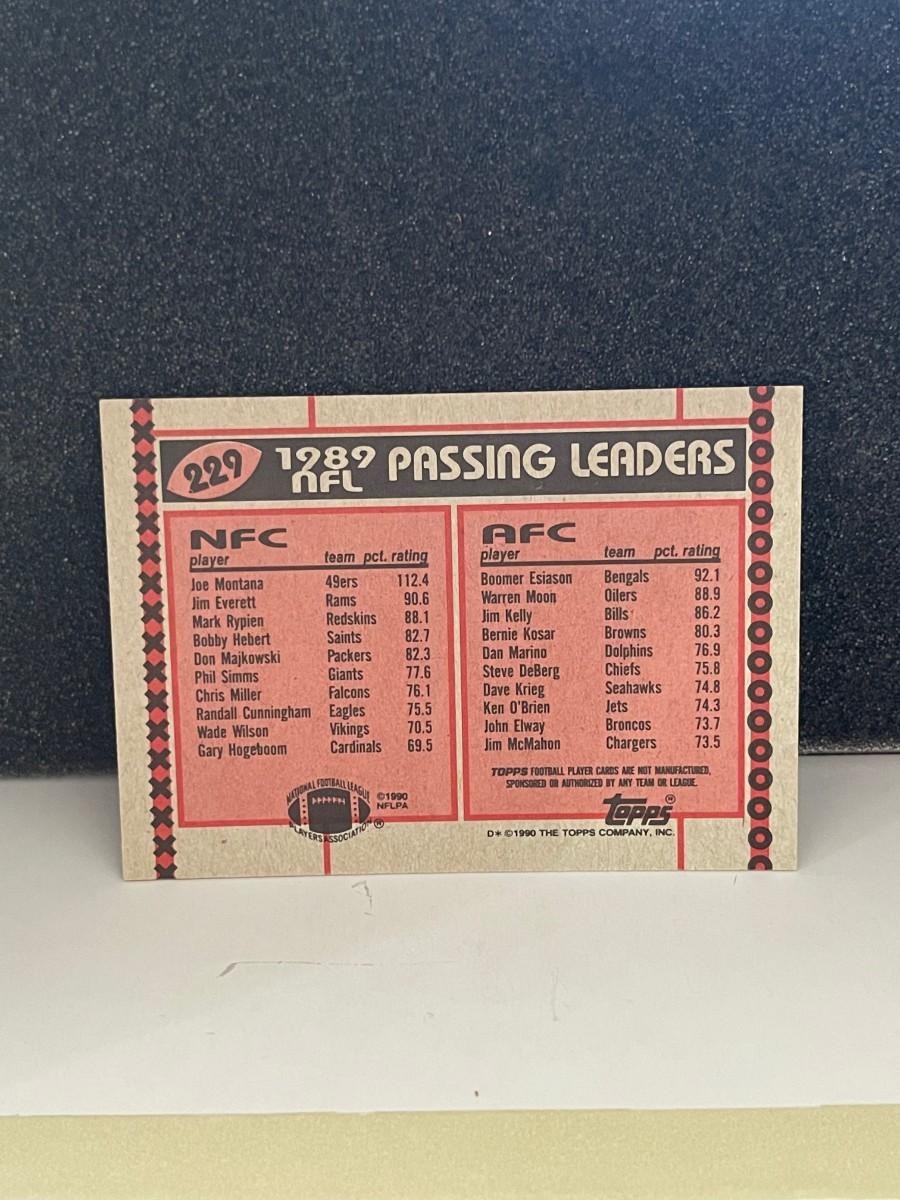 229 1989 NFL PASSING LEADERS
NFC
player team pct. rating
Joe Montana 49ers 112.4
Jim Everett Rams 90.6
Mark Rypien Redskins 88.1
Bobby Hebert Saints 82.7
Don Majkowski Packers 82.3
Phil Simms Giants 77.6
Chris Miller Falcons 76.1
Randall Cunningham Eagles 75.5
Wade Wilson Vikings 70.5
Gary Hogeboom Cardinals 69.5
NATIONAL FOOTBALL LEAGUE
PLAYERS ASSOCIATION ®
©1990
NFLPA
AFC
player team pct. rating
Boomer Esiason Bengals 92.1
Warren Moon Oilers 88.9
Jim Kelly Bills 86.2
Bernie Kosar Browns 80.3
Dan Marino Dolphins 76.9
Steve DeBerg Chiefs 75.8
Dave Krieg Seahawks 74.8
Ken O'Brien Jets 74.3
John Elway Broncos 73.7
Jim McMahon Chargers 73.5
TOPPS FOOTBALL PLAYER CARDS ARE NOT MANUFACTURED,
SPONSORED OR AUTHORIZED BY ANY TEAM OR LEAGUE.
topps ®
D* ©1990 THE TOPPS COMPANY, INC.